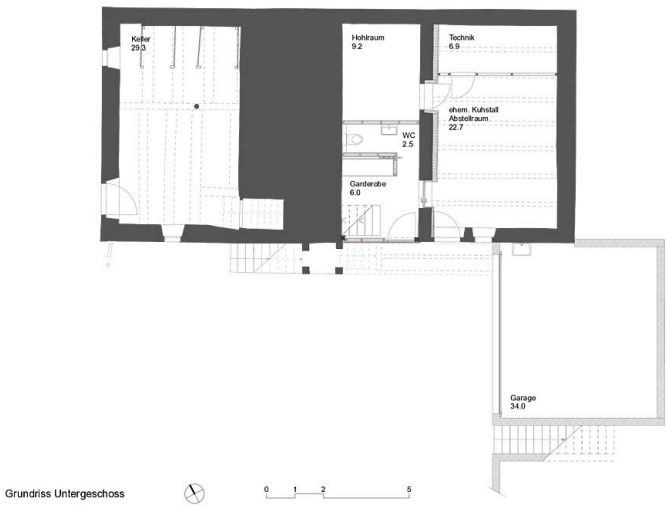 Keller
29.3
Hohlraum
9.2
Technik
6.9
ehem. Kuhstall
Abstellraum
22.7
WC
2.5
Garderobe
6.0
Garage
34.0
Grundriss Untergeschoss
0 1 2 5